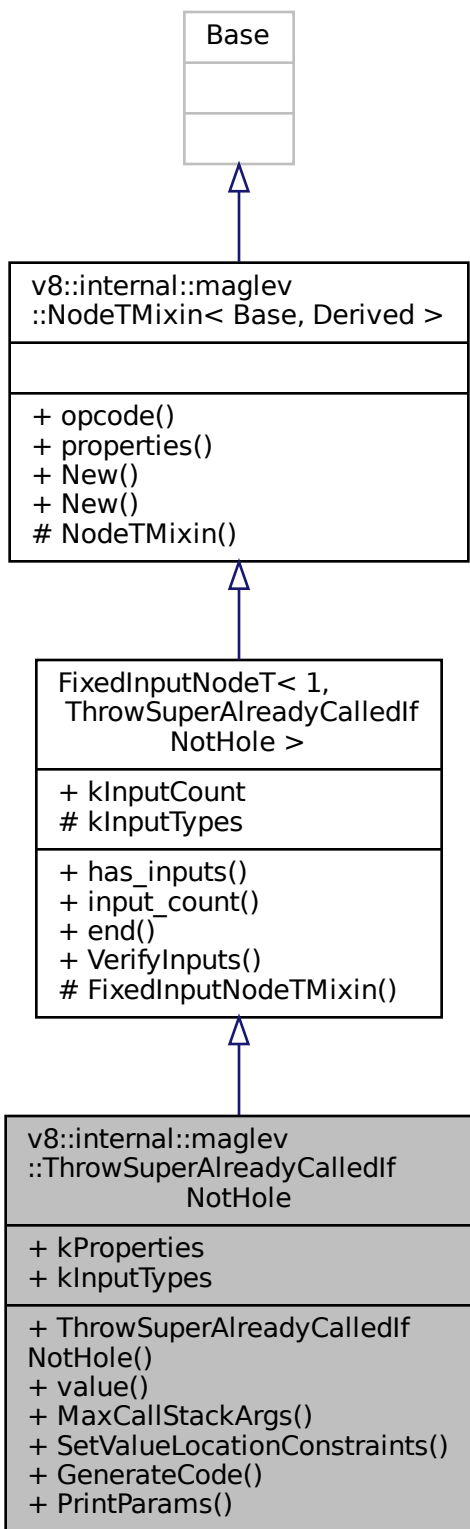 Base
v8::internal::maglev
::NodeTMixin< Base, Derived >
+ opcode()
+ properties()
+ New()
+ New()
# NodeTMixin()
FixedInputNodeT< 1,
ThrowSuperAlreadyCalledIf
NotHole >
+ kInputCount
# kInputTypes
+ has_inputs()
+ input_count()
+ end()
+ VerifyInputs()
# FixedInputNodeTMixin()
v8::internal::maglev
::ThrowSuperAlreadyCalledIf
NotHole
+ kProperties
+ kInputTypes
+ ThrowSuperAlreadyCalledIf
NotHole()
+ value()
+ MaxCallStackArgs()
+ SetValueLocationConstraints()
+ GenerateCode()
+ PrintParams()